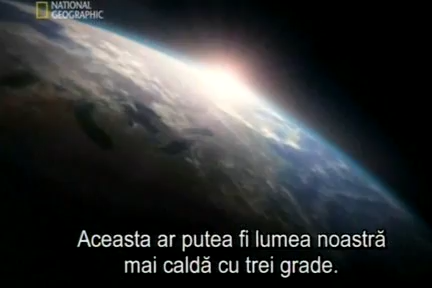 NATIONAL
GEOGRAPHIC
Aceasta ar putea fi lumea noastră
mai caldă cu trei grade.